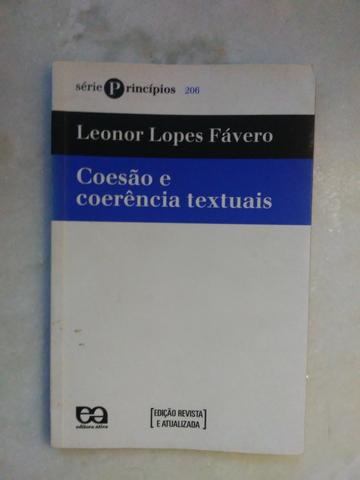 série Princípios 206
Leonor Lopes Fávero
Coesão e
coerência textuais
[EDIÇÃO REVISTA
E ATUALIZADA]
editora ática